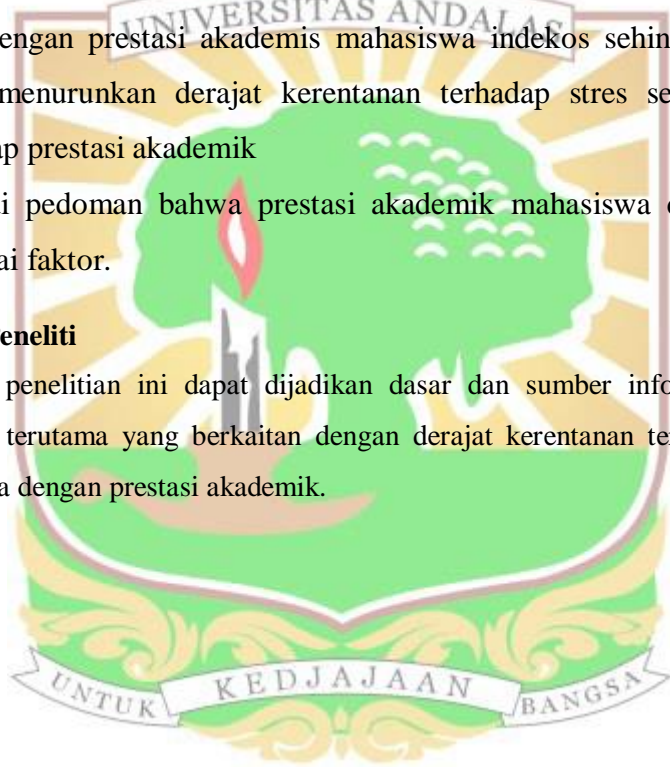 UNIVERSITAS ANDALAS
engan prestasi akademis mahasiswa indekos sehin
menurunkan derajat kerentanan terhadap stres se
ap prestasi akademik
i pedoman bahwa prestasi akademik mahasiswa
ai faktor.
eneliti
penelitian ini dapat dijadikan dasar dan sumber info
terutama yang berkaitan dengan derajat kerentanan te
a dengan prestasi akademik.
UNTUK KEDJAJAAN BANGSA